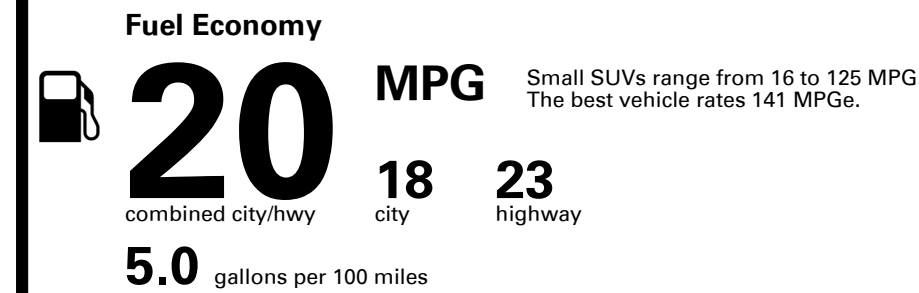 Fuel Economy
20 MPG
Small SUVs range from 16 to 125 MPG
The best vehicle rates 141 MPGe.
combined city/hwy
18
city
23
highway
5.0 gallons per 100 miles